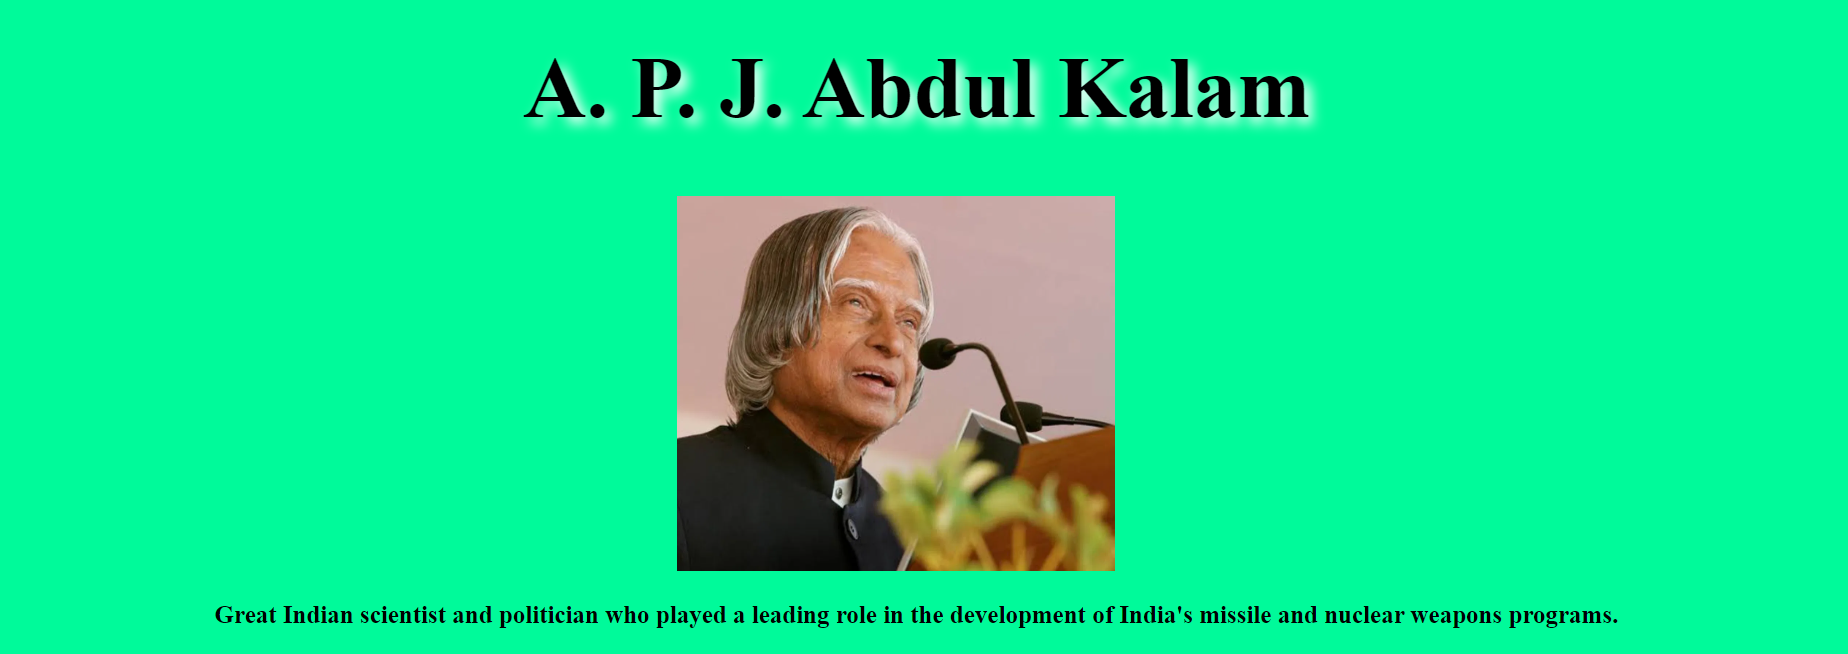 A. P. J. Abdul Kalam
Great Indian scientist and politician who played a leading role in the development of India's missile and nuclear weapons programs.